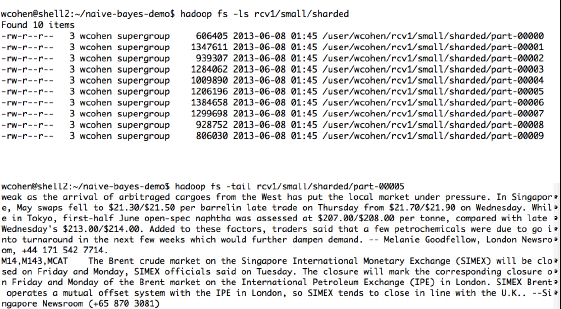 wcohen@shell2:~/naive-bayes-demo$ hadoop fs -ls rcv1/small/sharded
Found 10 items
-rw-r--r--   3 wcohen supergroup     606405 2013-06-08 01:45 /user/wcohen/rcv1/small/sharded/part-00000
-rw-r--r--   3 wcohen supergroup    1347611 2013-06-08 01:45 /user/wcohen/rcv1/small/sharded/part-00001
-rw-r--r--   3 wcohen supergroup     939307 2013-06-08 01:45 /user/wcohen/rcv1/small/sharded/part-00002
-rw-r--r--   3 wcohen supergroup    1284062 2013-06-08 01:45 /user/wcohen/rcv1/small/sharded/part-00003
-rw-r--r--   3 wcohen supergroup    1009890 2013-06-08 01:45 /user/wcohen/rcv1/small/sharded/part-00004
-rw-r--r--   3 wcohen supergroup    1206196 2013-06-08 01:45 /user/wcohen/rcv1/small/sharded/part-00005
-rw-r--r--   3 wcohen supergroup    1384658 2013-06-08 01:45 /user/wcohen/rcv1/small/sharded/part-00006
-rw-r--r--   3 wcohen supergroup    1299698 2013-06-08 01:45 /user/wcohen/rcv1/small/sharded/part-00007
-rw-r--r--   3 wcohen supergroup     928752 2013-06-08 01:45 /user/wcohen/rcv1/small/sharded/part-00008
-rw-r--r--   3 wcohen supergroup     806030 2013-06-08 01:45 /user/wcohen/rcv1/small/sharded/part-00009
wcohen@shell2:~/naive-bayes-demo$ hadoop fs -tail rcv1/small/sharded/part-00005
weak as the arrival of arbitraged cargoes from the West has put the local market under pressure. In Singapor
e, May swaps fell to $21.30/$21.50 per barrelin late trade on Thursday from $21.70/$21.90 on Wednesday. Whil
e in Tokyo, first-half June open-spec naphtha was assessed at $207.00/$208.00 per tonne, compared with late
Wednesday's $213.00/$214.00. Added to these factors, traders said that a few petrochemicals were due to go i
nto turnaround in the next few weeks which would further dampen demand. -- Melanie Goodfellow, London Newsro
om, +44 171 542 7714.
M14,M143,MCAT    The Brent crude market on the Singapore International Monetary Exchange (SIMEX) will be clo
sed on Friday and Monday, SIMEX officials said on Tuesday. The closure will mark the corresponding closure o
n Friday and Monday of the Brent market on the International Petroleum Exchange (IPE) in London. SIMEX Brent
operates a mutual offset system with the IPE in London, so SIMEX tends to close in line with the U.K.. --Si
ngapore Newsroom (+65 870 3081)